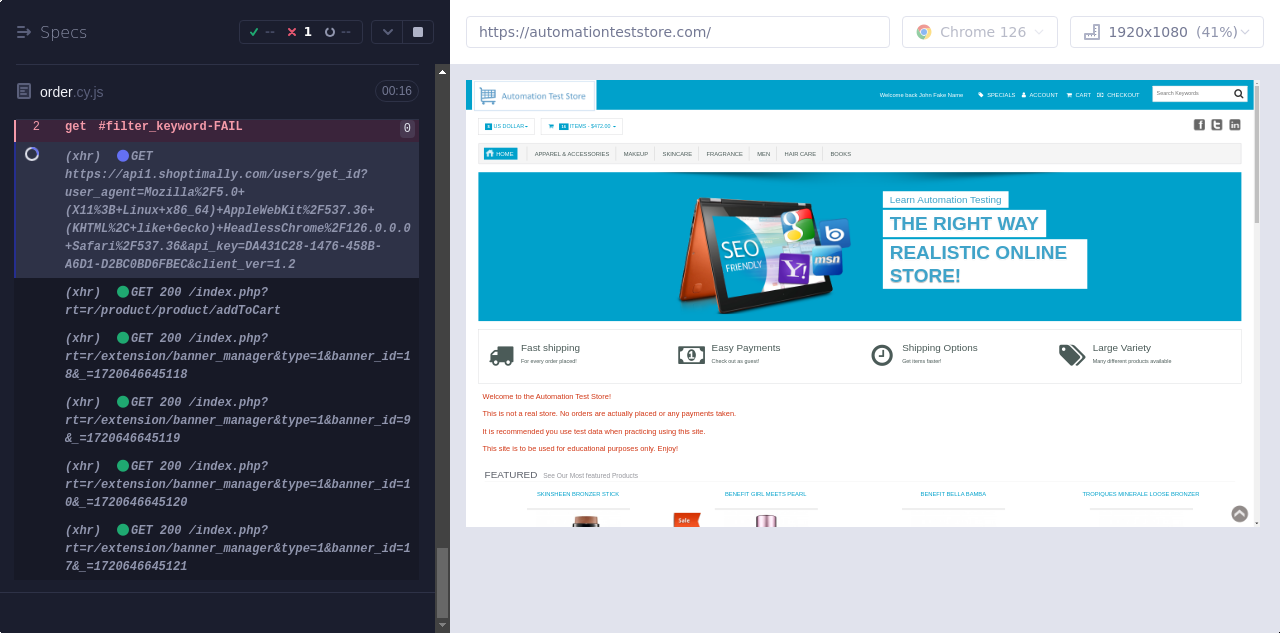 Specs
--
1
--
https://automationteststore.com/
Chrome 126
1920x1080 (41%)
order.cy.js
00:16
2 get #filter_keyword-FAIL 0
(xhr) GET
https://api1.shoptimally.com/users/get_id?
user_agent=Mozilla%2F5.0+
(X11%3B+Linux+x86_64)+AppleWebKit%2F537.36+
(KHTML%2C+like+Gecko)+HeadlessChrome%2F126.0.0.0
+Safari%2F537.36&api_key=DA431C28-1476-458B-
A6D1-D2BC0BD6FBEC&client_ver=1.2
(xhr) GET 200 /index.php?
rt=r/product/product/addToCart
(xhr) GET 200 /index.php?
rt=r/extension/banner_manager&type=1&banner_id=1
8&_=1720646645118
(xhr) GET 200 /index.php?
rt=r/extension/banner_manager&type=1&banner_id=9
&_=1720646645119
(xhr) GET 200 /index.php?
rt=r/extension/banner_manager&type=1&banner_id=1
0&_=1720646645120
(xhr) GET 200 /index.php?
rt=r/extension/banner_manager&type=1&banner_id=1
7&_=1720646645121
Automation Test Store
Welcome back John Fake Name
SPECIALS
ACCOUNT
CART
CHECKOUT
Search Keywords
$ US DOLLAR
ITEMS - $472.00
HOME
APPAREL & ACCESSORIES
MAKEUP
SKINCARE
FRAGRANCE
MEN
HAIR CARE
BOOKS
SEO
FRIENDLY
Y!
b
msn
Learn Automation Testing
THE RIGHT WAY
REALISTIC ONLINE
STORE!
Fast shipping
For every order placed!
Easy Payments
Check out as guest!
Shipping Options
Get items faster!
Large Variety
Many different products available
Welcome to the Automation Test Store!
This is not a real store. No orders are actually placed or any payments taken.
It is recommended you use test data when practicing using this site.
This site is to be used for educational purposes only. Enjoy!
FEATURED See Our Most featured Products
SKINSHEEN BRONZER STICK
BENEFIT GIRL MEETS PEARL
BENEFIT BELLA BAMBA
TROPIQUES MINERALE LOOSE BRONZER
Sale